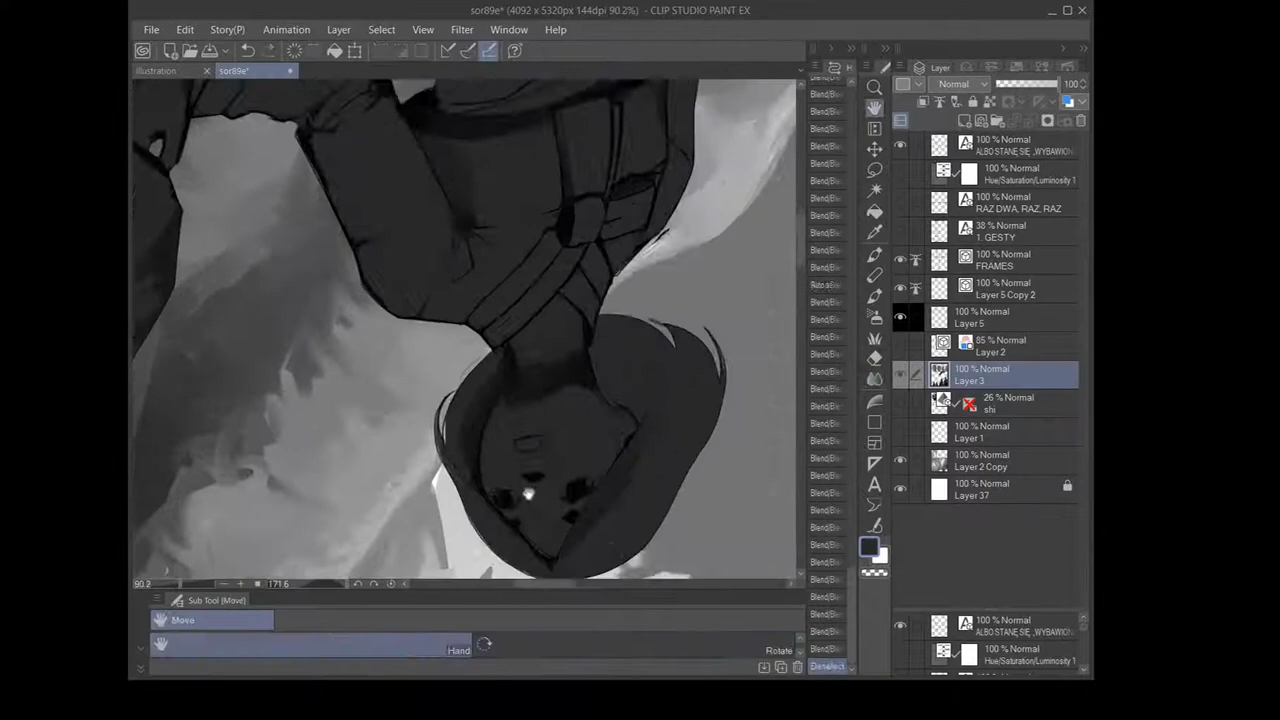 sor89e* (4092 x 5320px 144dpi 90.2%) - CLIP STUDIO PAINT EX
File Edit Story(P) Animation Layer Select View Filter Window Help
Illustration
sor89e*
Layer
Normal 100
100 % Normal
ALBO STANĘ SIĘ ,WYBAWION
100 % Normal
Hue/Saturation/Luminosity 1
100 % Normal
RAZ DWA, RAZ, RAZ
38 % Normal
1. GESTY
100 % Normal
FRAMES
100 % Normal
Layer 5 Copy 2
100 % Normal
Layer 5
85 % Normal
Layer 2
100 % Normal
Layer 3
26 % Normal
shi
100 % Normal
Layer 1
100 % Normal
Layer 2 Copy
100 % Normal
Layer 37
90.2
171.6
Sub Tool [Move]
Move
Hand
Rotate
Deselect
100 % Normal
ALBO STANĘ SIĘ ,WYBAWION
100 % Normal
Hue/Saturation/Luminosity 1